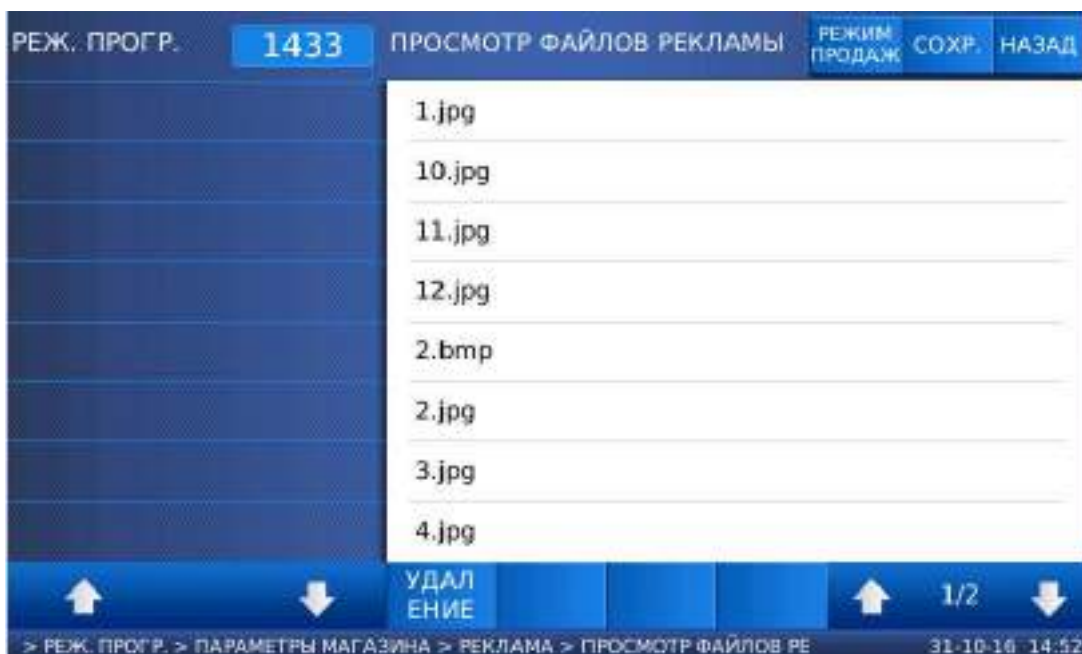 РЕЖ. ПРОГР. 1433 ПРОСМОТР ФАЙЛОВ РЕКЛАМЫ РЕЖИМ ПРОДАЖ СОХР. НАЗАД
1.jpg
10.jpg
11.jpg
12.jpg
2.bmp
2.jpg
3.jpg
4.jpg
УДАЛ
ЕНИЕ
1/2
> РЕЖ. ПРОГР. > ПАРАМЕТРЫ МАГАЗИНА > РЕКЛАМА > ПРОСМОТР ФАЙЛОВ РЕ 31-10-16 14:52